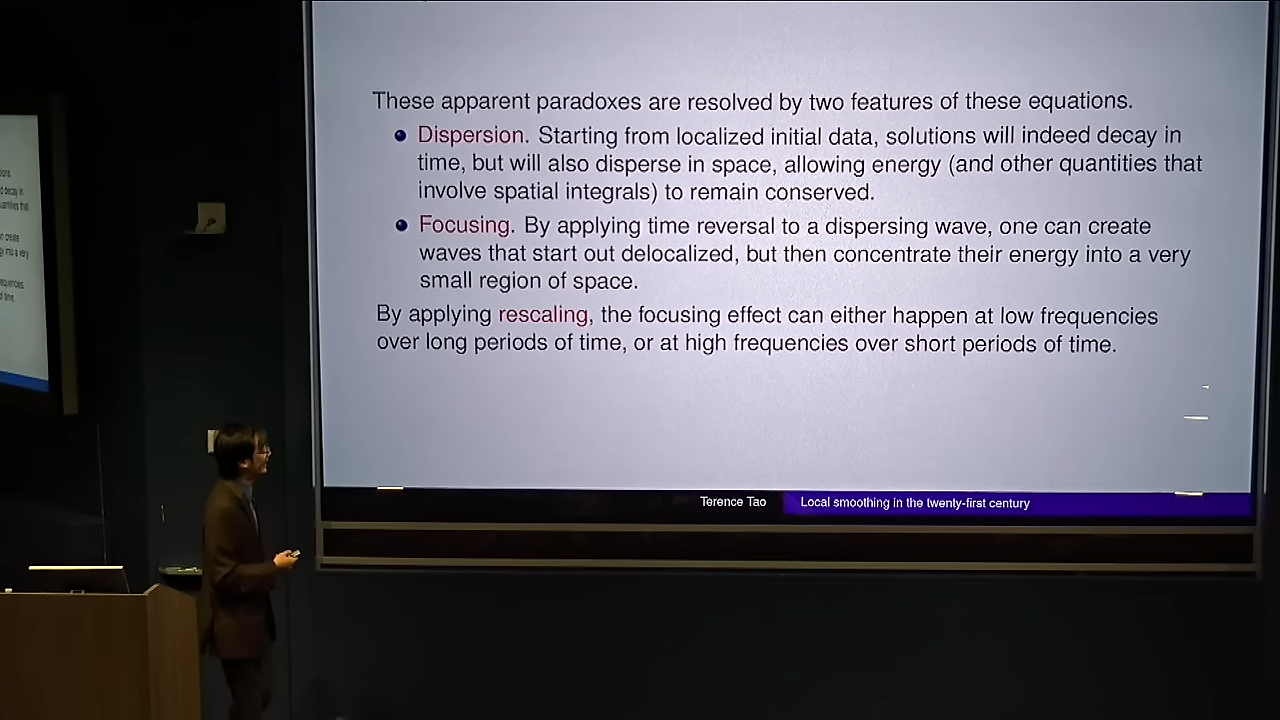 These apparent paradoxes are resolved by two features of these equations.
Dispersion. Starting from localized initial data, solutions will indeed decay in
time, but will also disperse in space, allowing energy (and other quantities that
involve spatial integrals) to remain conserved.
Focusing. By applying time reversal to a dispersing wave, one can create
waves that start out delocalized, but then concentrate their energy into a very
small region of space.
By applying rescaling, the focusing effect can either happen at low frequencies
over long periods of time, or at high frequencies over short periods of time.
Terence Tao
Local smoothing in the twenty-first century